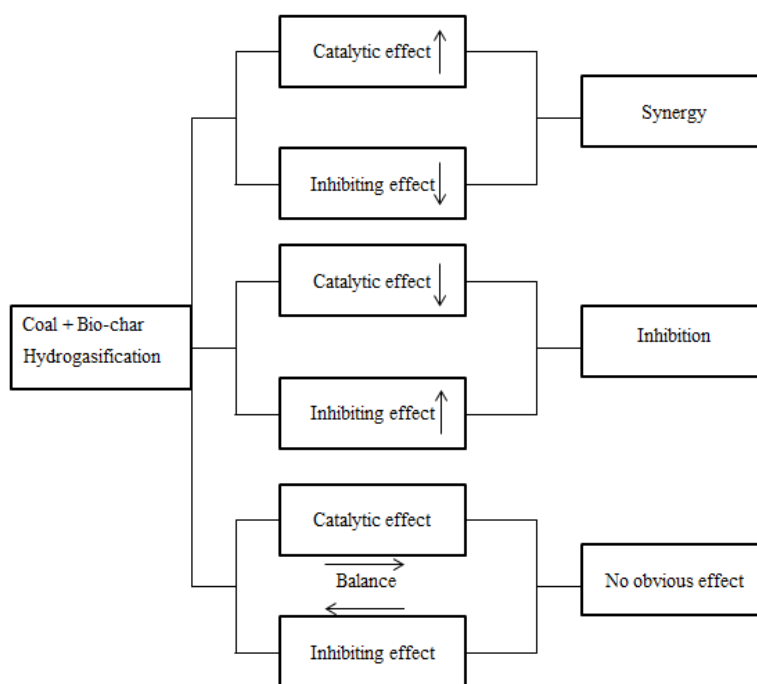 Catalytic effect
Synergy
Inhibiting effect
Catalytic effect
Coal + Bio-char
Hydrogasification
Inhibition
Inhibiting effect
Catalytic effect
Balance
No obvious effect
Inhibiting effect